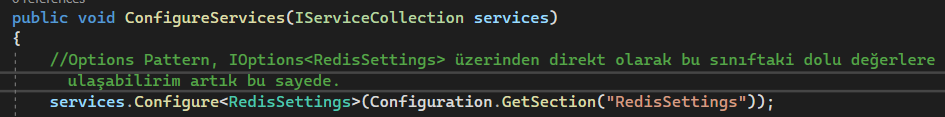 0 references
public void ConfigureServices(IServiceCollection services)
{
//Options Pattern, IOptions<RedisSettings> üzerinden direkt olarak bu sınıftaki dolu değerlere
ulaşabilirim artık bu sayede.
services.Configure<RedisSettings>(Configuration.GetSection("RedisSettings"));